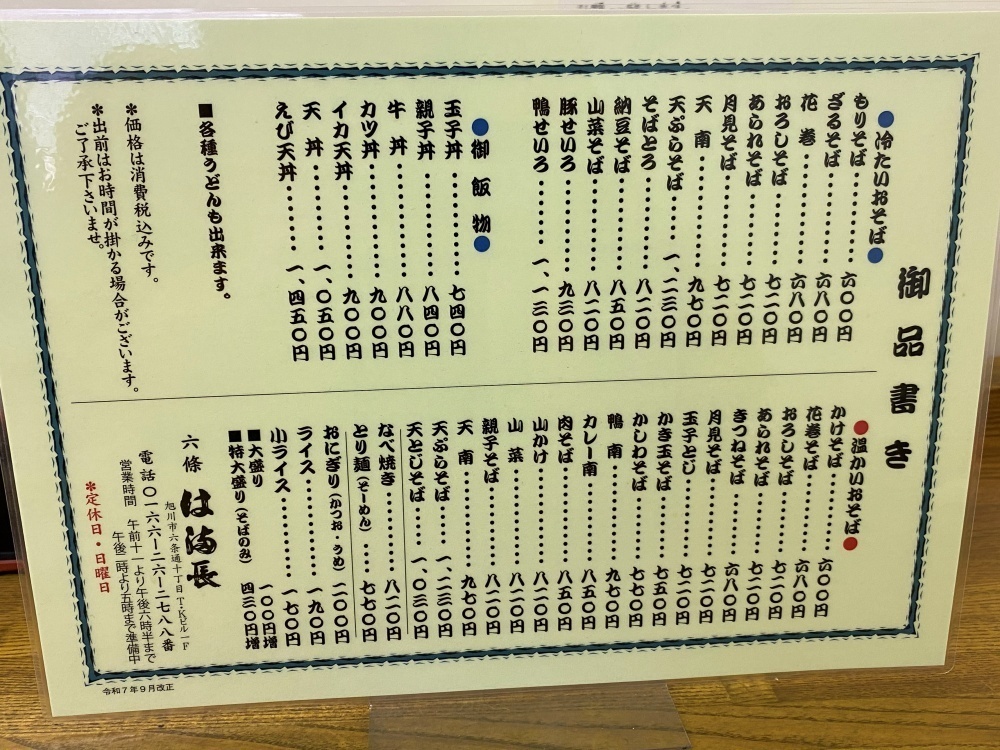 御品書き
●冷たいおそば●
もりそば……………六〇〇円
ざるそば……………六八〇円
花巻……………六八〇円
おろしそば……………七二〇円
あられそば……………七二〇円
月見そば……………七二〇円
天南……………九七〇円
天ぷらそば……………一、二三〇円
そばとろ……………八二〇円
納豆そば……………八五〇円
山菜そば……………八二〇円
豚せいろ……………九三〇円
鴨せいろ……………一、一三〇円
●御飯物●
玉子丼……………七四〇円
親子丼……………八四〇円
牛丼……………八八〇円
カツ丼……………九〇〇円
イカ天丼……………九〇〇円
天丼……………一、〇五〇円
えび天丼……………一、四五〇円
■各種うどんも出来ます。
*価格は消費税込みです。
*出前はお時間が掛かる場合がございます。
ご了承下さいませ。
●温かいおそば●
かけそば……………六〇〇円
花巻そば……………六八〇円
おろしそば……………七二〇円
あられそば……………七二〇円
きつねそば……………六八〇円
月見そば……………七二〇円
玉子とじ……………七二〇円
かき玉そば……………七五〇円
かしわそば……………七七〇円
鴨南……………九七〇円
カレー南……………八五〇円
肉そば……………八五〇円
山かけ……………八二〇円
山菜……………八二〇円
親子そば……………八二〇円
天南……………九七〇円
天ぷらそば……………一、二三〇円
天とじそば……………一、〇三〇円
なべ焼き……………八二〇円
とり麺(そーめん)……七七〇円
おにぎり(かつお・うめ)二〇〇円
ライス……………一九〇円
小ライス……………一七〇円
■大盛り 一〇〇円増
■特大盛り(そばのみ) 四三〇円増
六條 はま長
旭川市六条通十丁目 T・Kビル一F
電話〇一六六―二六―二七八八番
営業時間 午前十一より午後六時半まで
午後二時より五時まで準備中
*定休日・日曜日
令和7年9月改正